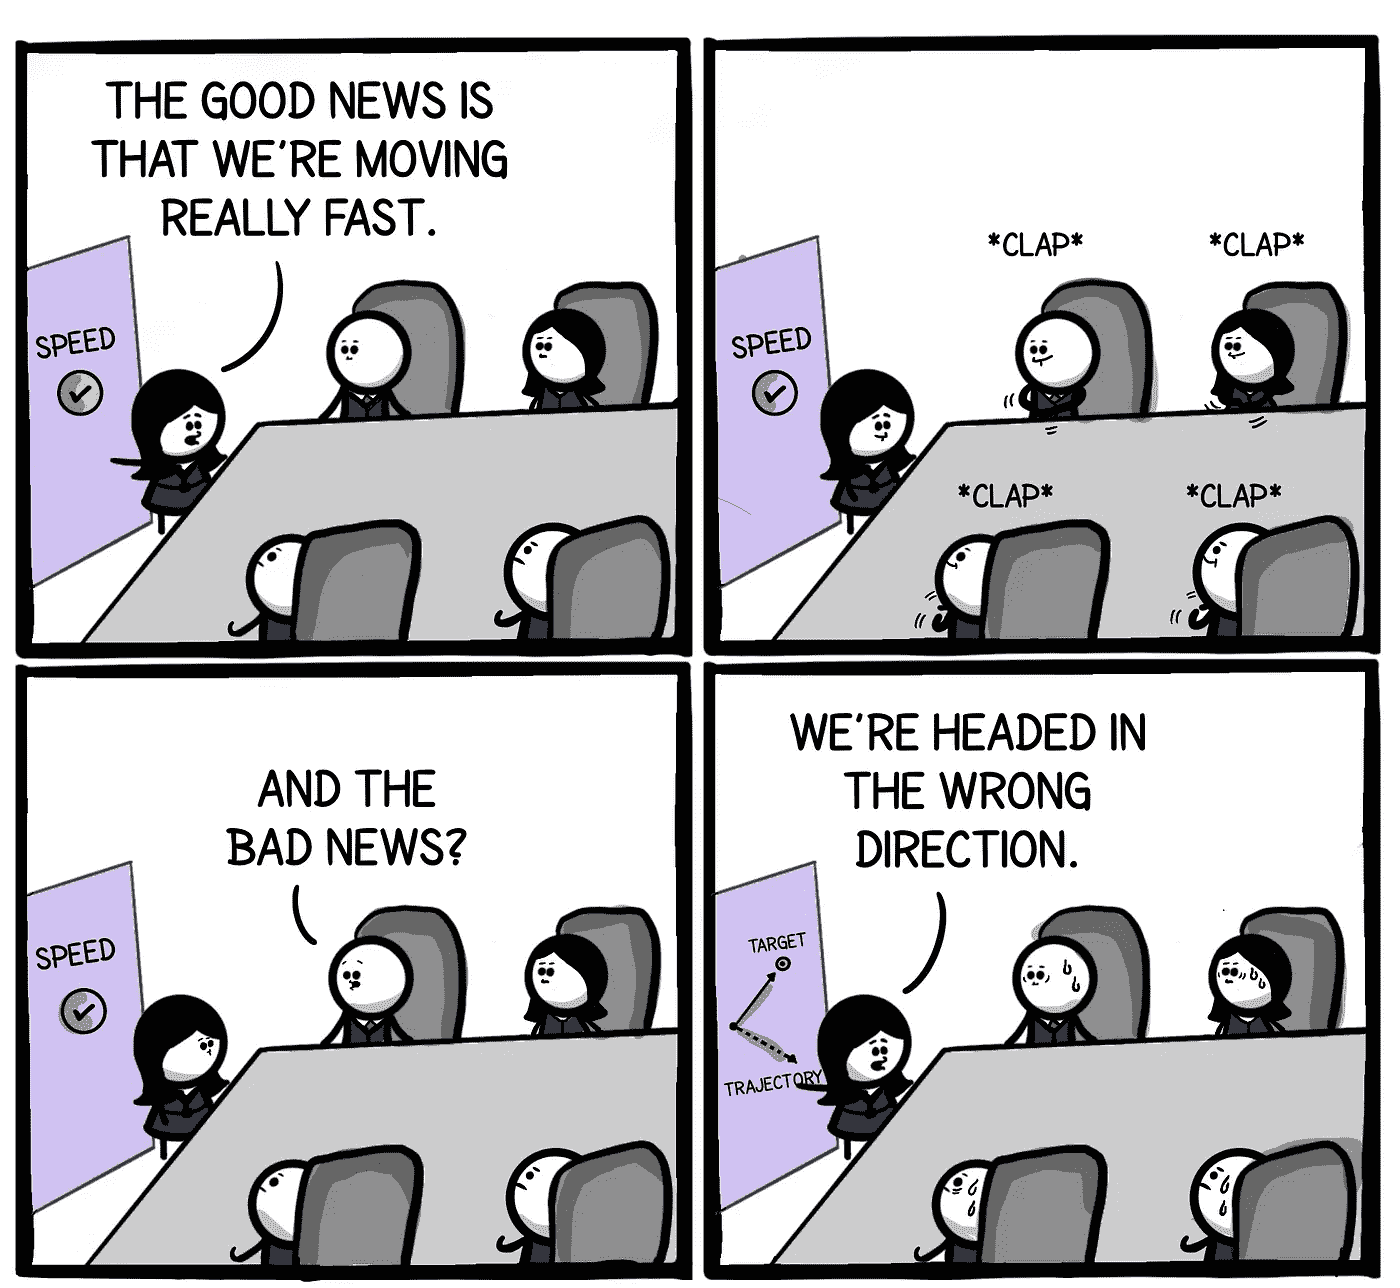 THE GOOD NEWS IS
THAT WE'RE MOVING
REALLY FAST.
SPEED
*CLAP* *CLAP*
SPEED
*CLAP* *CLAP*
AND THE
BAD NEWS?
SPEED
WE'RE HEADED IN
THE WRONG
DIRECTION.
TARGET
TRAJECTORY